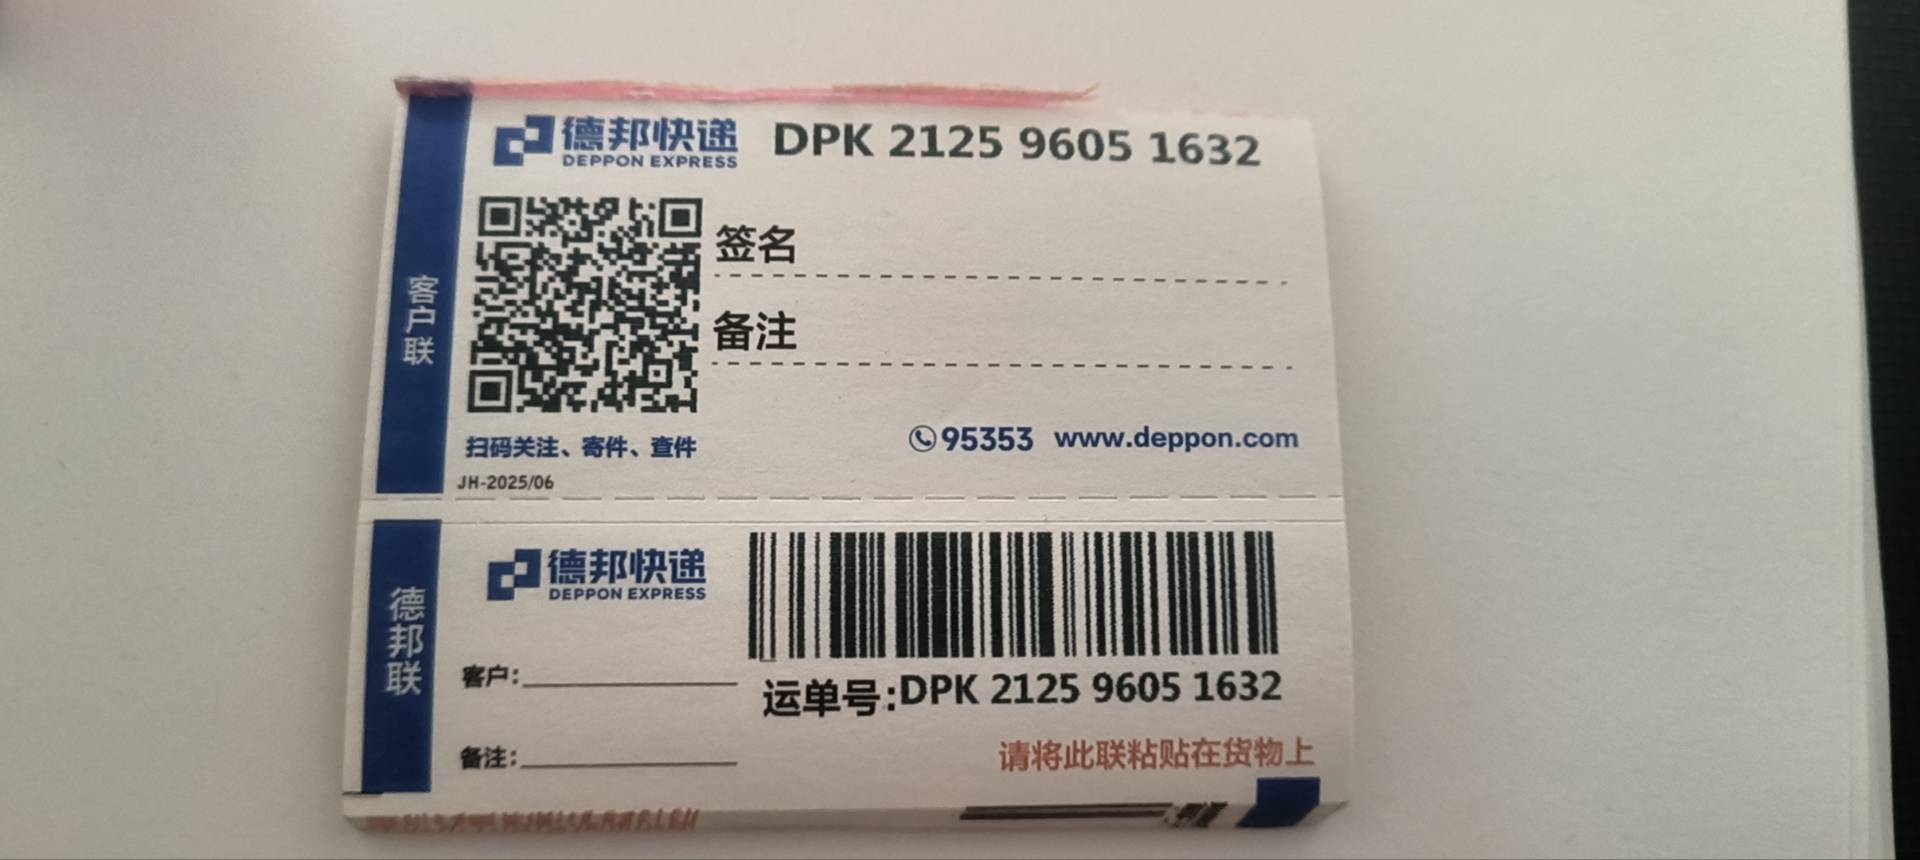 德邦快递
DEPPON EXPRESS
DPK 2125 9605 1632
客户联
签名
备注
扫码关注、寄件、查件
95353 www.deppon.com
JH-2025/06
德邦联
德邦快递
DEPPON EXPRESS
客户:
运单号:DPK 2125 9605 1632
备注:
请将此联粘贴在货物上